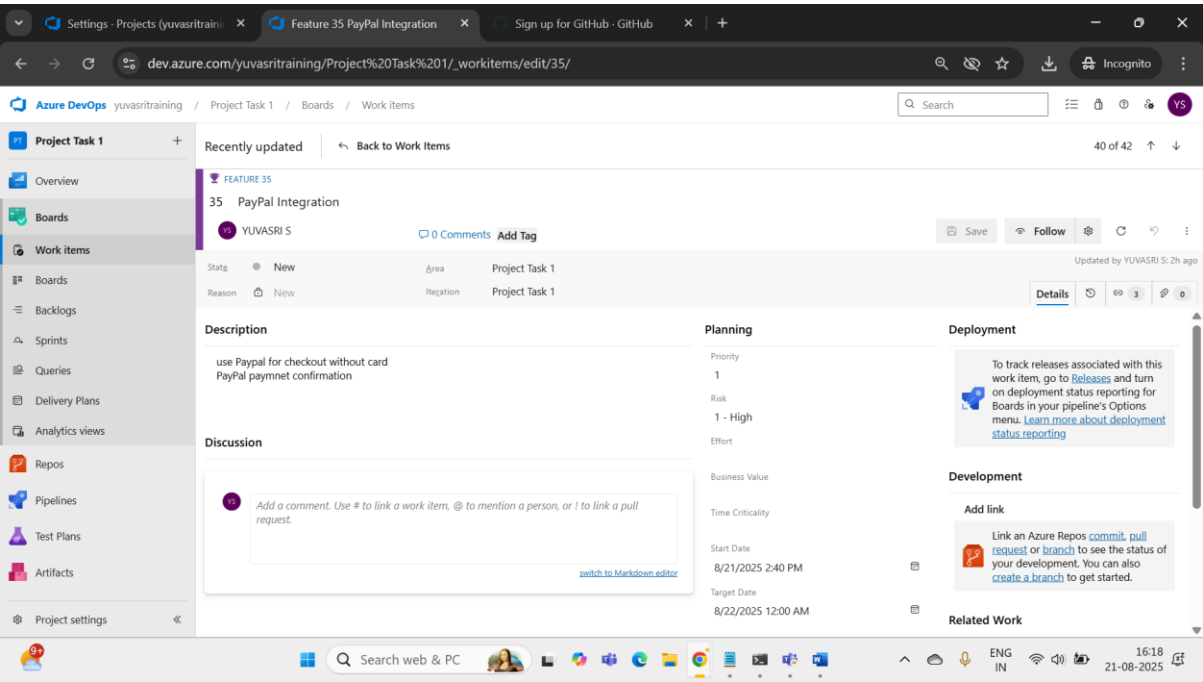 Settings · Projects (yuvasritraini
Feature 35 PayPal Integration
Sign up for GitHub · GitHub
dev.azure.com/yuvasritraining/Project%20Task%201/_workitems/edit/35/
Incognito
Azure DevOps yuvasritraining / Project Task 1 / Boards / Work items
Search
YS
PT Project Task 1
Overview
Boards
Work items
Boards
Backlogs
Sprints
Queries
Delivery Plans
Analytics views
Repos
Pipelines
Test Plans
Artifacts
Project settings
Recently updated
Back to Work Items
40 of 42
FEATURE 35
35 PayPal Integration
YS YUVASRI S
0 Comments Add Tag
Save
Follow
State New
Area Project Task 1
Updated by YUVASRI S: 2h ago
Reason New
Iteration Project Task 1
Details
3
0
Description
use Paypal for checkout without card
PayPal paymnet confirmation
Discussion
YS
Add a comment. Use # to link a work item, @ to mention a person, or ! to link a pull
request.
switch to Markdown editor
Planning
Priority
1
Risk
1 - High
Effort
Business Value
Time Criticality
Start Date
8/21/2025 2:40 PM
Target Date
8/22/2025 12:00 AM
Deployment
To track releases associated with this
work item, go to Releases and turn
on deployment status reporting for
Boards in your pipeline's Options
menu. Learn more about deployment
status reporting
Development
Add link
Link an Azure Repos commit, pull
request or branch to see the status of
your development. You can also
create a branch to get started.
Related Work
9+
Search web & PC
ENG
IN
16:18
21-08-2025